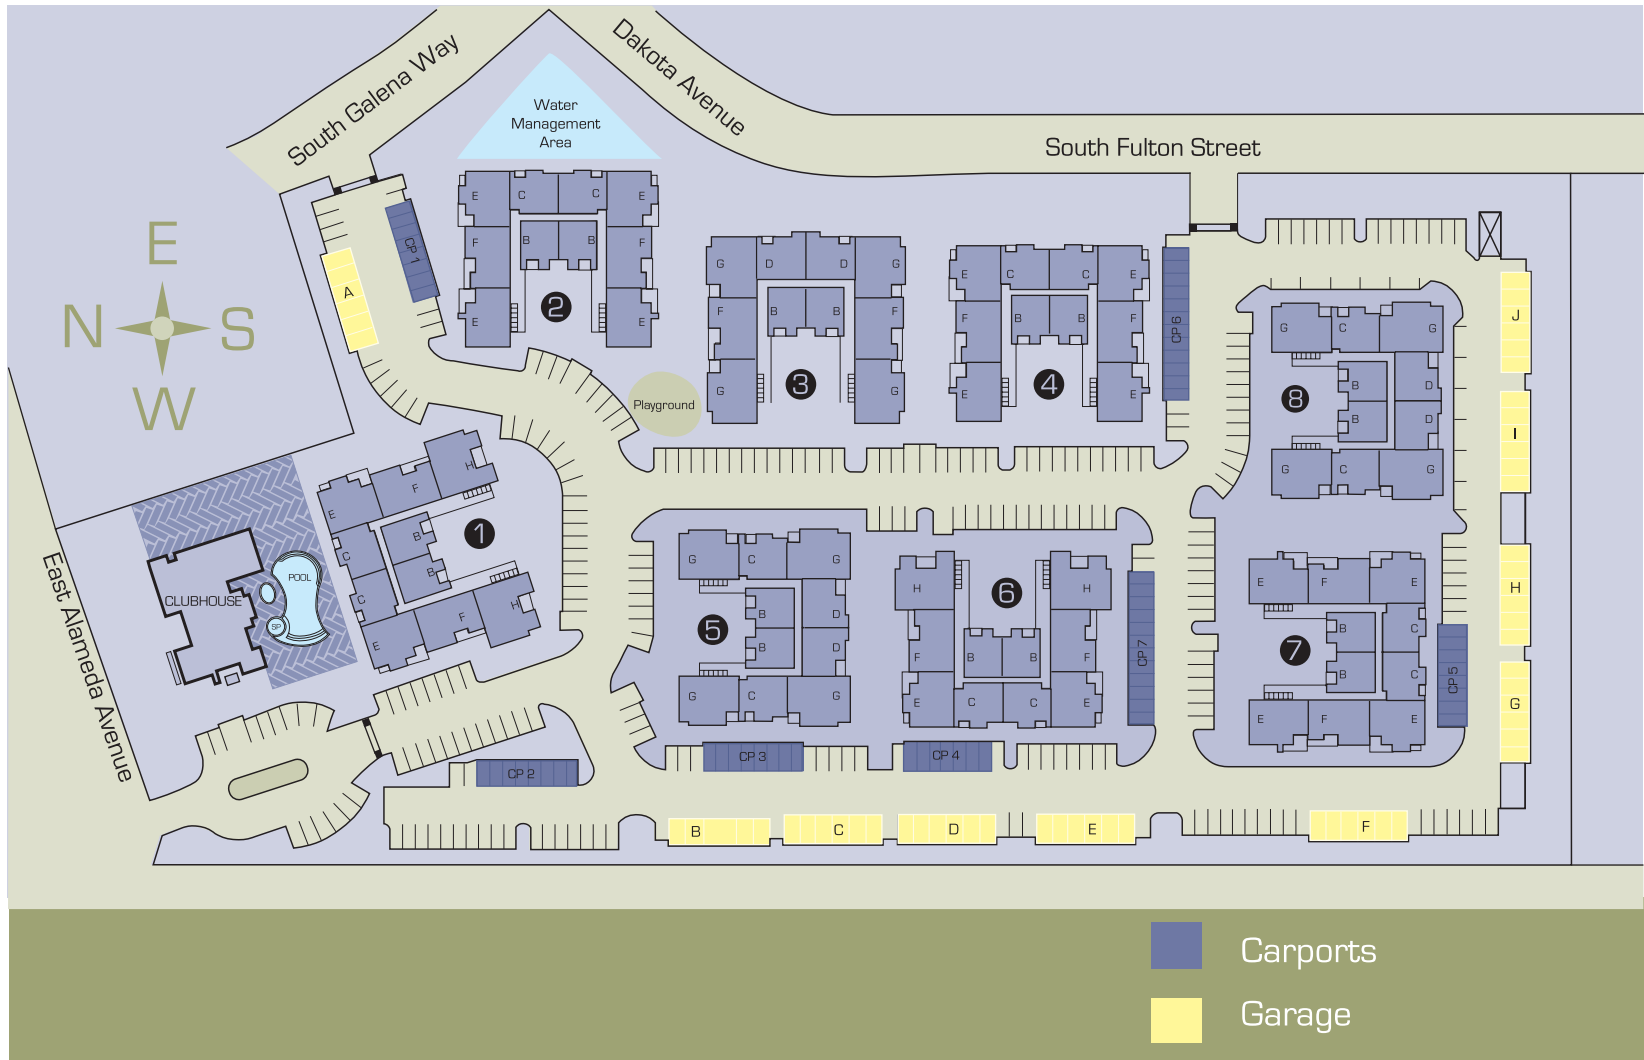 South Galena Way
Dakota Avenue
Water
Management
Area
South Fulton Street
E
N S
W
CP 1
A
E C C E
F B B F
2
E E
G D D G
F B B F
3
G G
E C C E
F B B F
4
E E
CP 6
Playground
G C G
B D
8
B D
G C G
J
I
H
G
East Alameda Avenue
CLUBHOUSE
POOL
SP
H
F
E
B
C
1
B
C
H
F
E
G C G
B D
5
B D
G C G
H H
6
F B B F
E C C E
CP 7
E F E
B C
7
B C
E F E
CP 5
CP 2
CP 3
CP 4
B
C
D
E
F
Carports
Garage